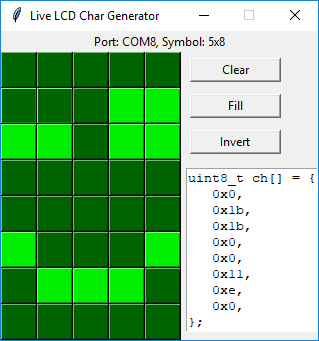 Live LCD Char Generator
Port: COM8, Symbol: 5x8
Clear
Fill
Invert
uint8_t ch[] = {
0x0,
0x1b,
0x1b,
0x0,
0x0,
0x11,
0xe,
0x0,
};